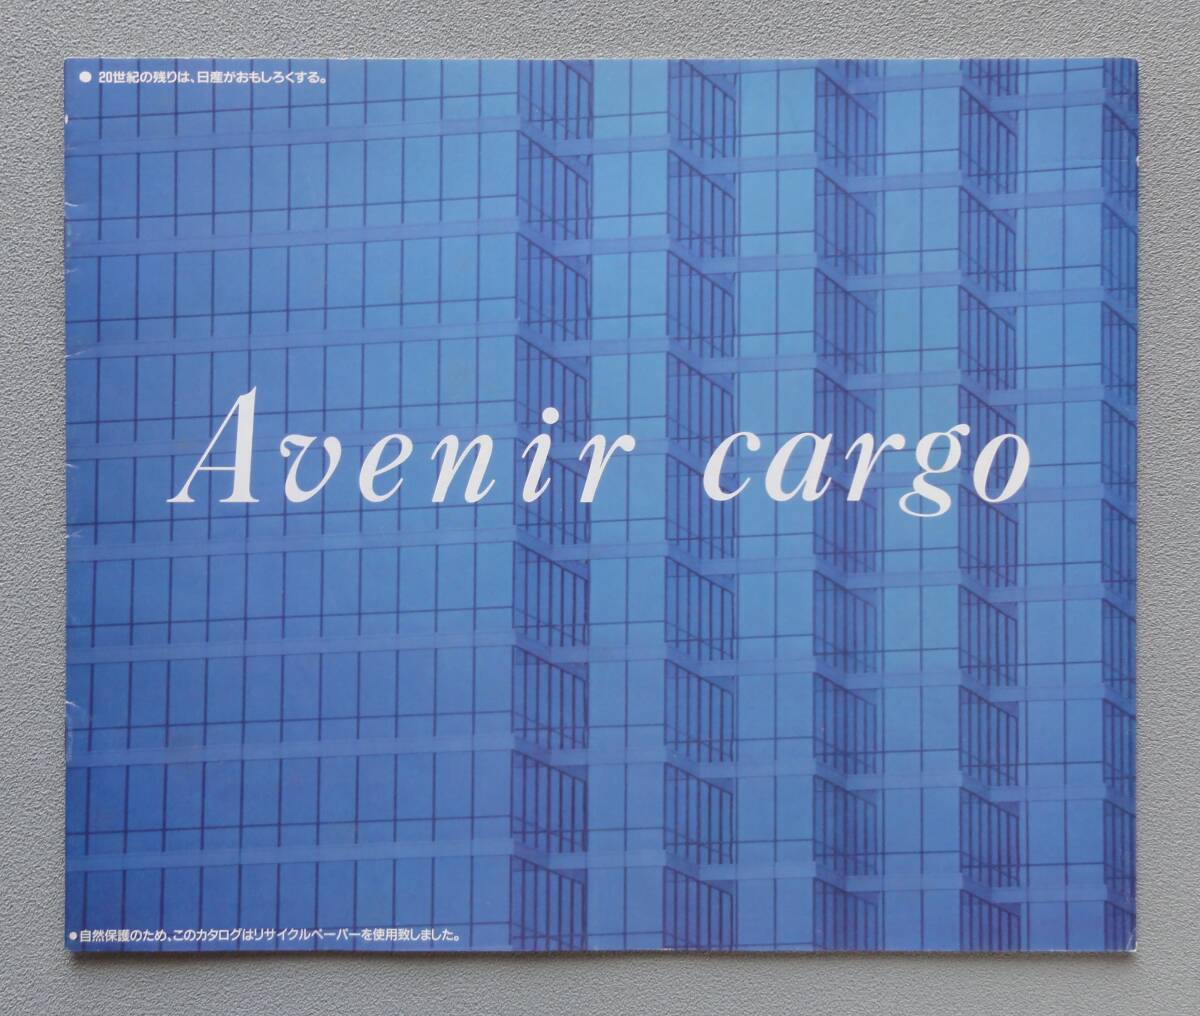 ● 20世紀の残りは、日産がおもしろくする。
Avenir cargo
●自然保護のため、このカタログはリサイクルペーパーを使用致しました。